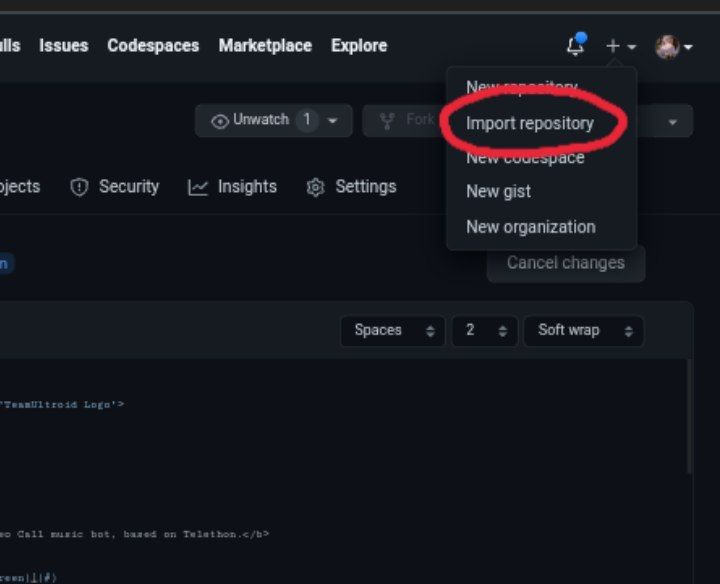 ulls Issues Codespaces Marketplace Explore
New repository
Unwatch 1
Fork
Import repository
New codespace
ojects Security Insights Settings
New gist
New organization
n
Cancel changes
Spaces 2 Soft wrap
'TeamUltroid Logo'>
eo Call music bot, based on Telethon.</b>
reen|⊥|#)